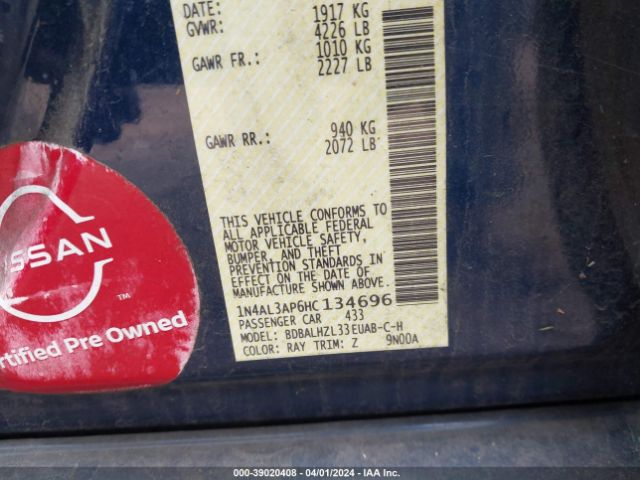 DATE: 1917 KG
GVWR: 4226 LB
GAWR FR.: 1010 KG
2227 LB
GAWR RR.: 940 KG
2072 LB
THIS VEHICLE CONFORMS TO
ALL APPLICABLE FEDERAL
MOTOR VEHICLE SAFETY,
BUMPER, AND THEFT
PREVENTION STANDARDS IN
EFFECT ON THE DATE OF
MANUFACTURE SHOWN ABOVE.
1N4AL3AP6HC134696
PASSENGER CAR 433
MODEL: BDBALHZL33EUAB-C-H
COLOR: RAY TRIM: Z 9N00A
ISSAN
TM
Certified Pre Owned
000-39020408 - 04/01/2024 - IAA Inc.